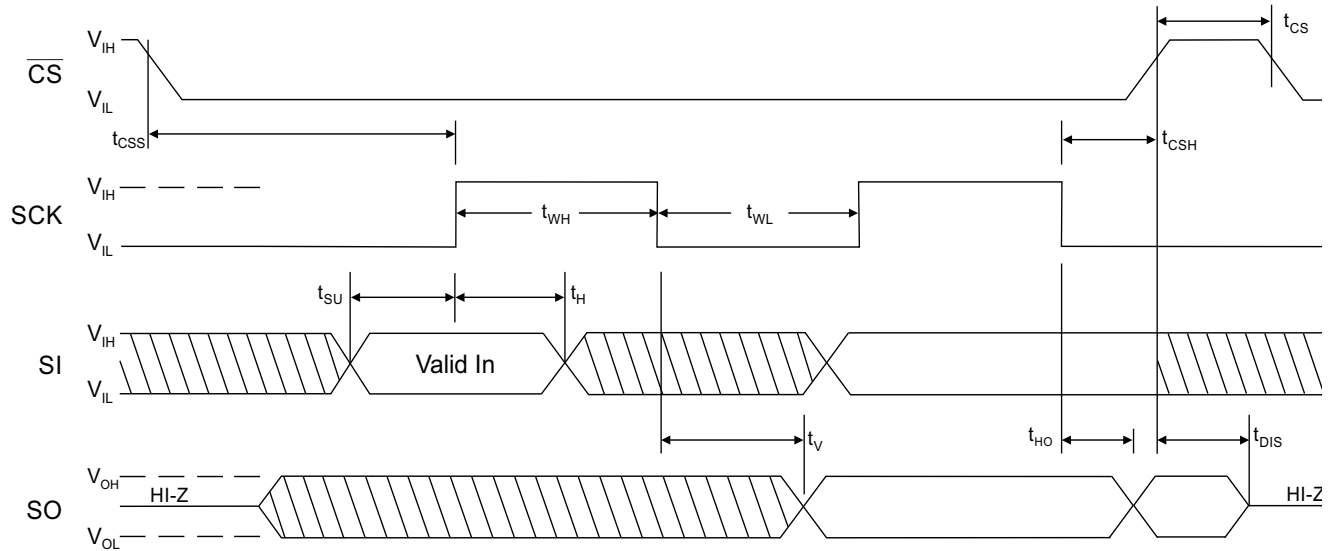 t_CS
V_IH
CS
V_IL
t_CSS
t_CSH
V_IH
SCK
t_WH
t_WL
V_IL
t_SU
t_H
V_IH
SI
Valid In
V_IL
t_V
t_HO
t_DIS
V_OH
HI-Z
HI-Z
SO
V_OL